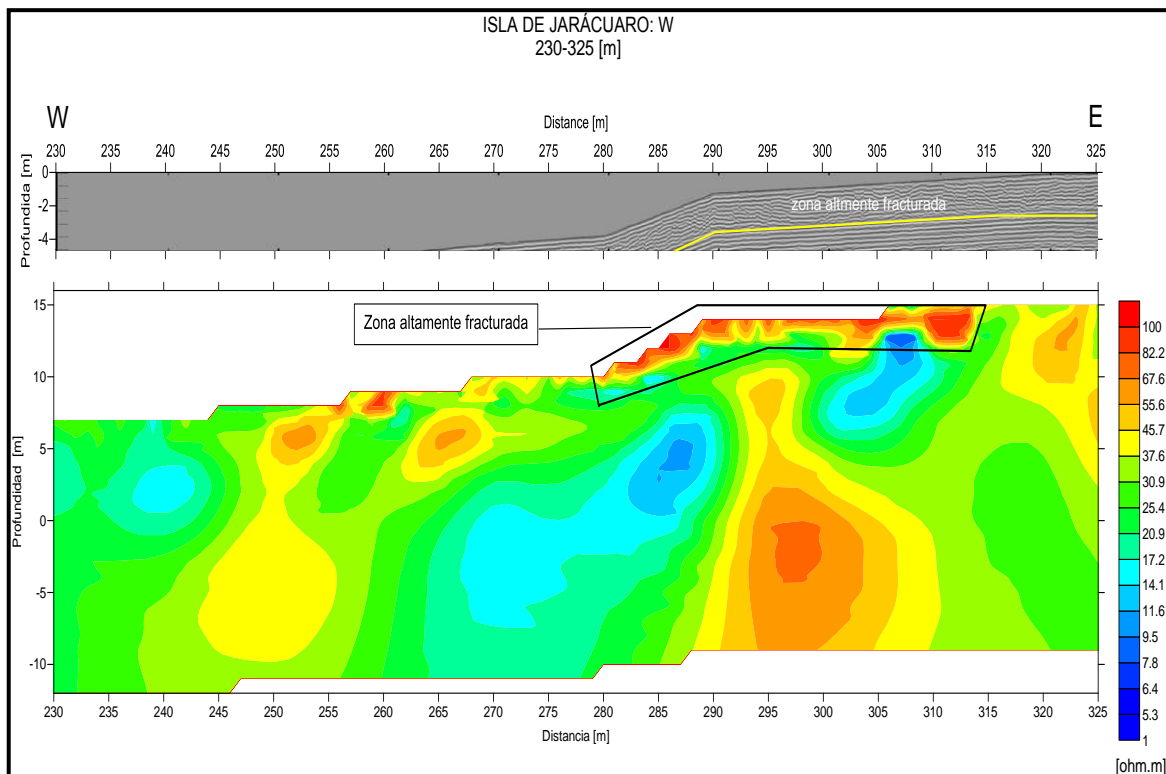 ISLA DE JARÁCUARO: W
230-325 [m]
W
E
Distance [m]
230 235 240 245 250 255 260 265 270 275 280 285 290 295 300 305 310 315 320 325
Profundida [m]
0
-2
-4
zona altmente fracturada
Zona altamente fracturada
Profundidad [m]
15
10
5
0
-5
-10
230 235 240 245 250 255 260 265 270 275 280 285 290 295 300 305 310 315 320 325
Distancia [m]
100
82.2
67.6
55.6
45.7
37.6
30.9
25.4
20.9
17.2
14.1
11.6
9.5
7.8
6.4
5.3
1
[ohm.m]